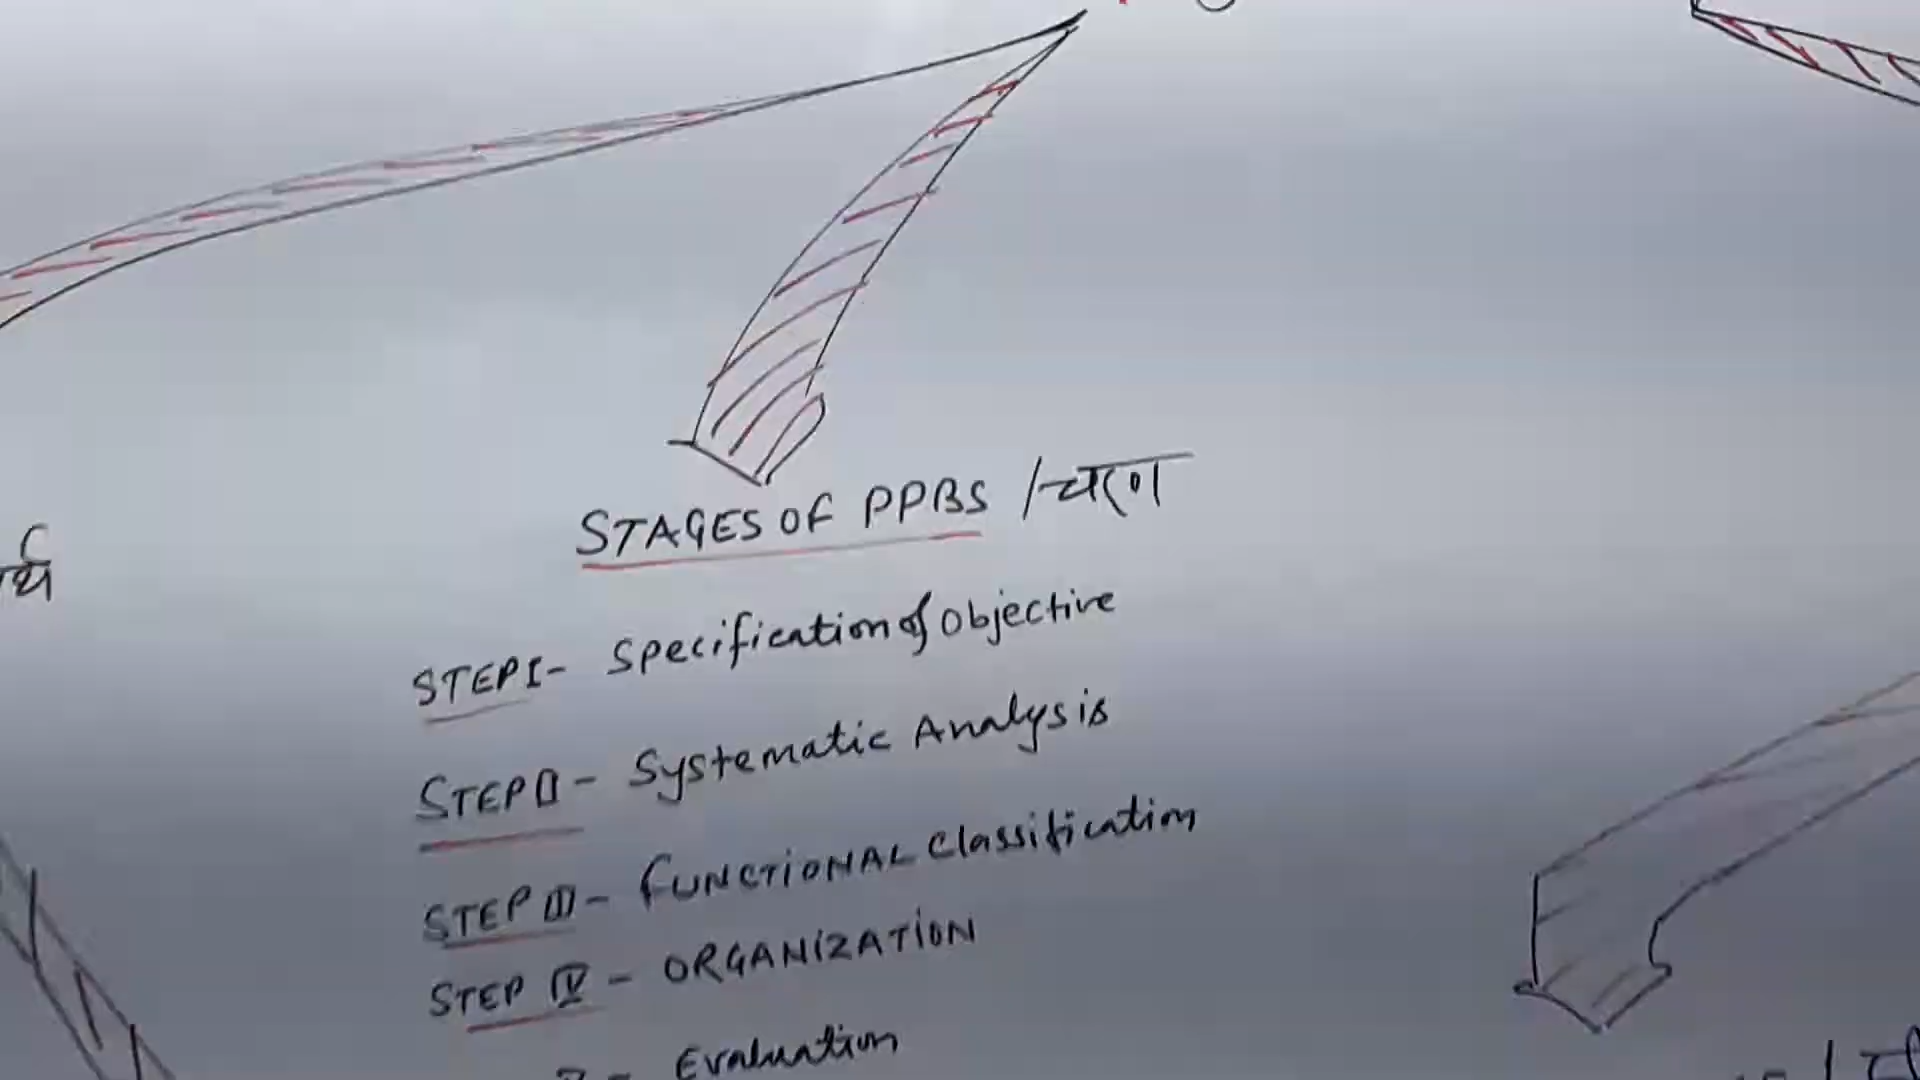 STAGES OF PPBS / चरण
STEP I - Specification of Objective
STEP II - Systematic Analysis
STEP III - FUNCTIONAL Classification
STEP IV - ORGANIZATION
Evaluation